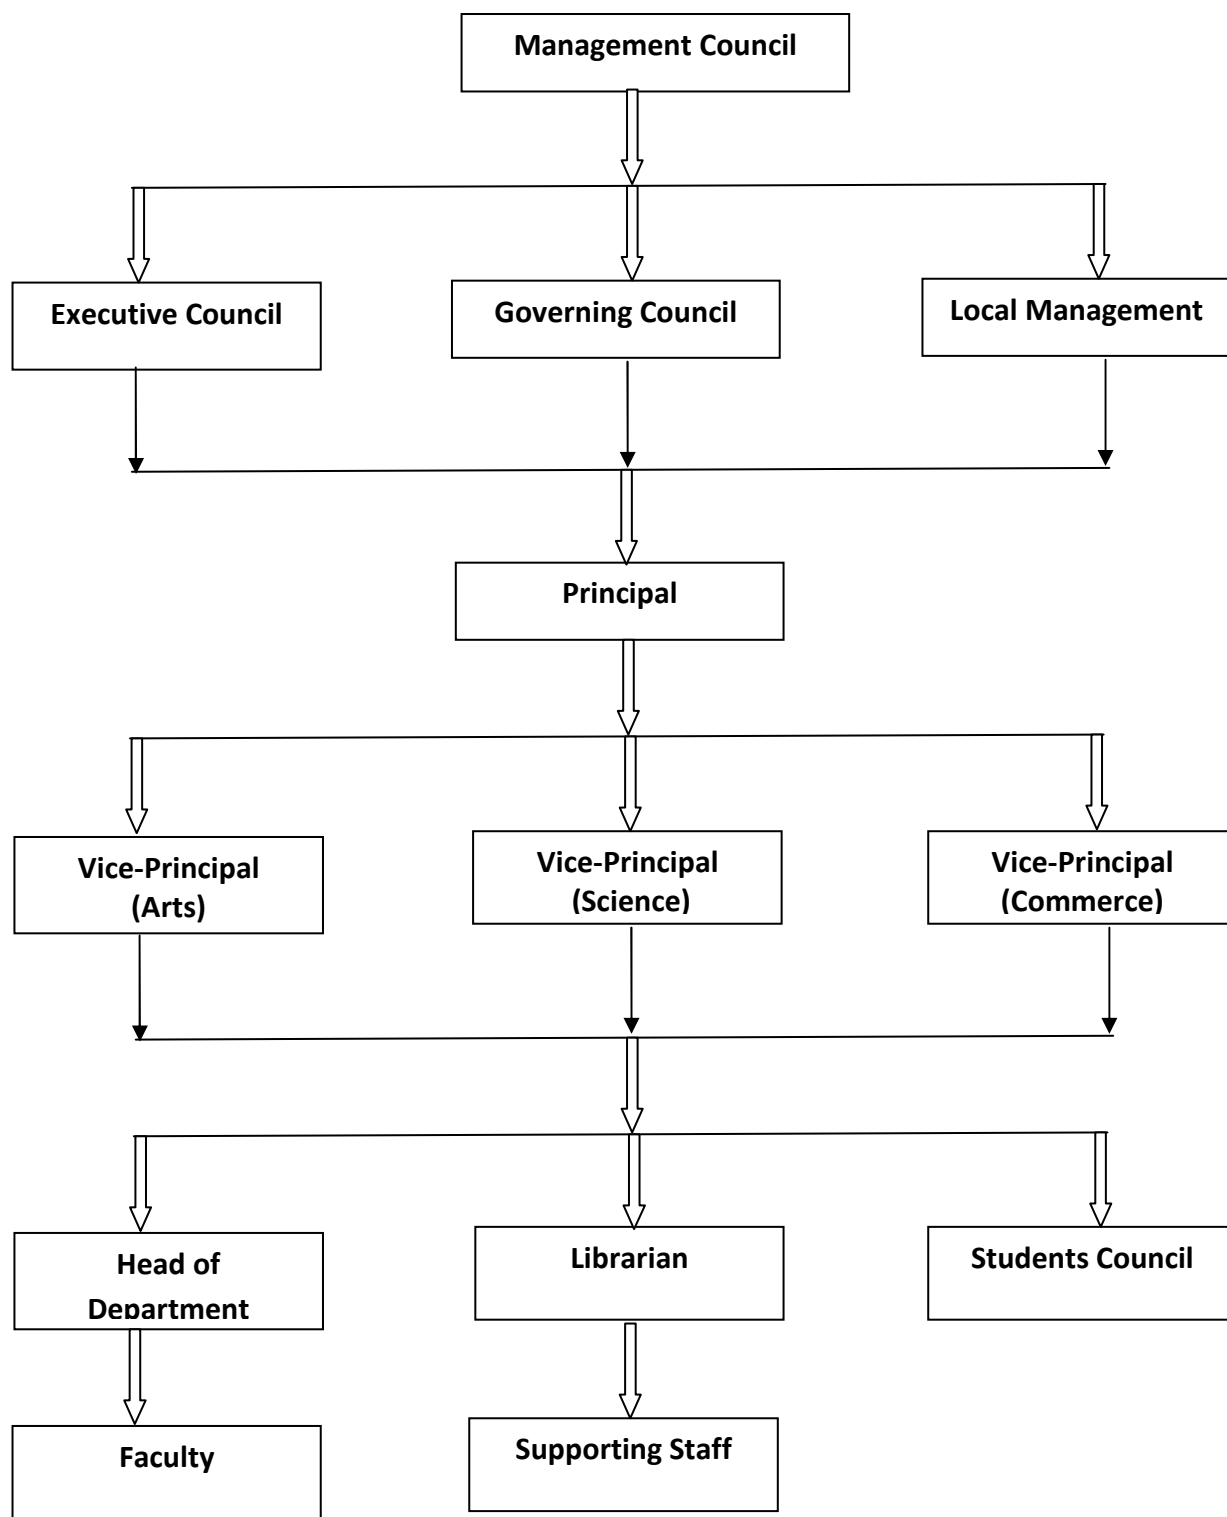 Management Council
Executive Council
Governing Council
Local Management
Principal
Vice-Principal
(Arts)
Vice-Principal
(Science)
Vice-Principal
(Commerce)
Head of
Department
Librarian
Students Council
Faculty
Supporting Staff